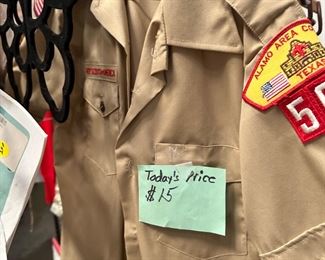 ALAMO AREA CO
TEXAS
50
Today's Price
$15